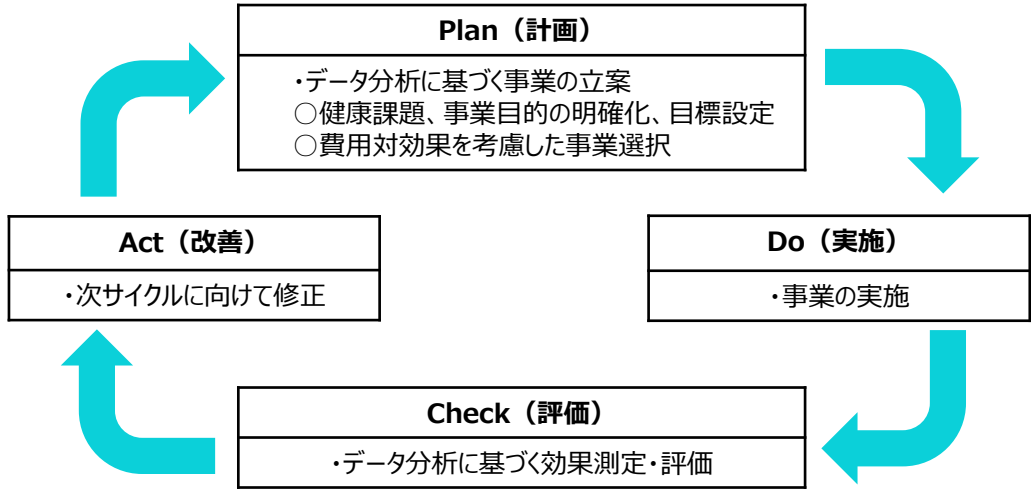 Plan（計画）
・データ分析に基づく事業の立案
○健康課題、事業目的の明確化、目標設定
○費用対効果を考慮した事業選択
Act（改善）
・次サイクルに向けて修正
Do（実施）
・事業の実施
Check（評価）
・データ分析に基づく効果測定・評価